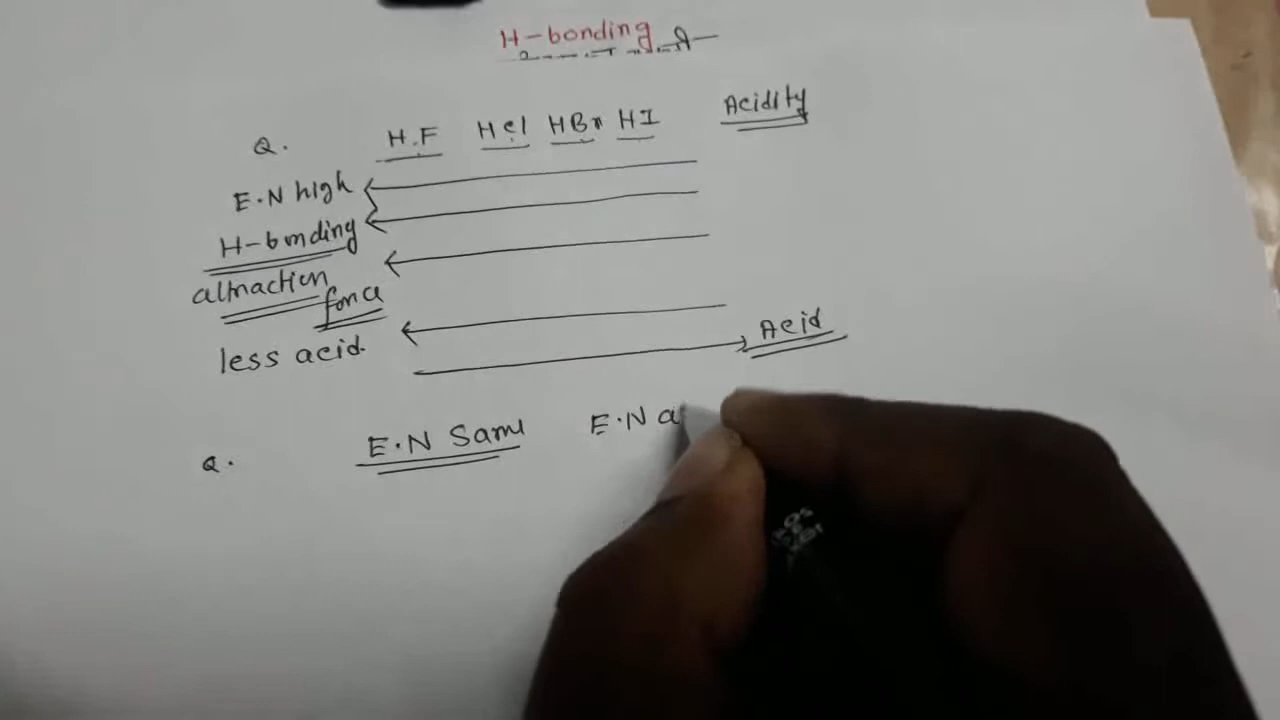 H-bonding
Q. H.F HCl HBr HI Acidity
E.N high
H-bonding
attraction
force
less acid. Acid
Q. E.N Same E.N a